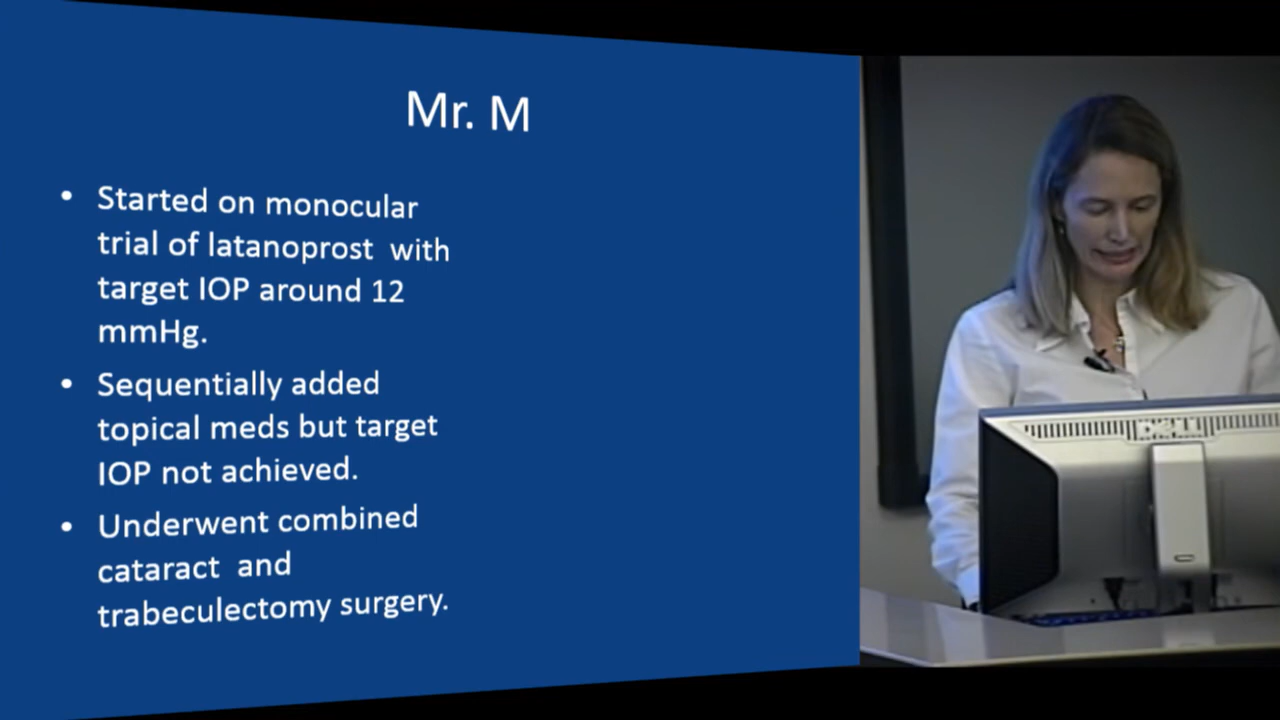 Mr. M
• Started on monocular
trial of latanoprost with
target IOP around 12
mmHg.
• Sequentially added
topical meds but target
IOP not achieved.
• Underwent combined
cataract and
trabeculectomy surgery.
DELL